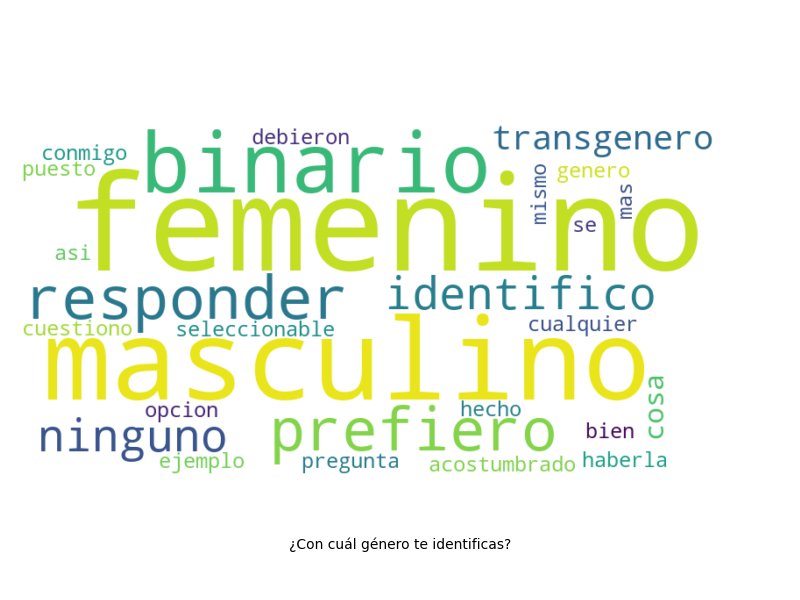 debieron
transgenero
conmigo
binario
puesto
genero
mismo
mas
femenino
se
asi
responder
identifico
cuestiono
seleccionable
cualquier
masculino
cosa
opcion
hecho
ninguno
prefiero
bien
ejemplo
pregunta
acostumbrado
haberla
¿Con cuál género te identificas?